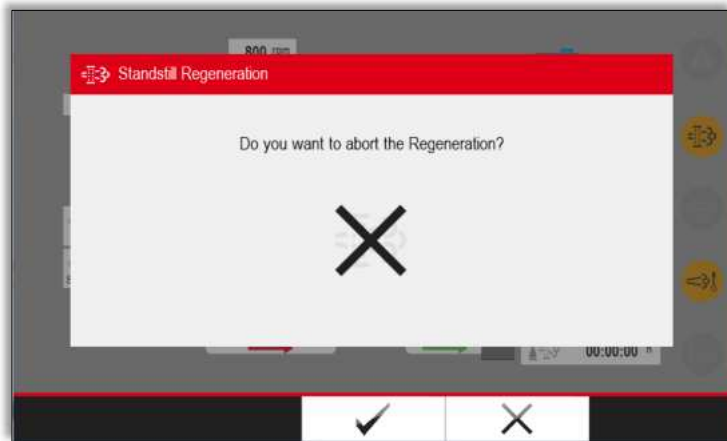 800 rpm
Standstill Regeneration
Do you want to abort the Regeneration?
00:00:00 h